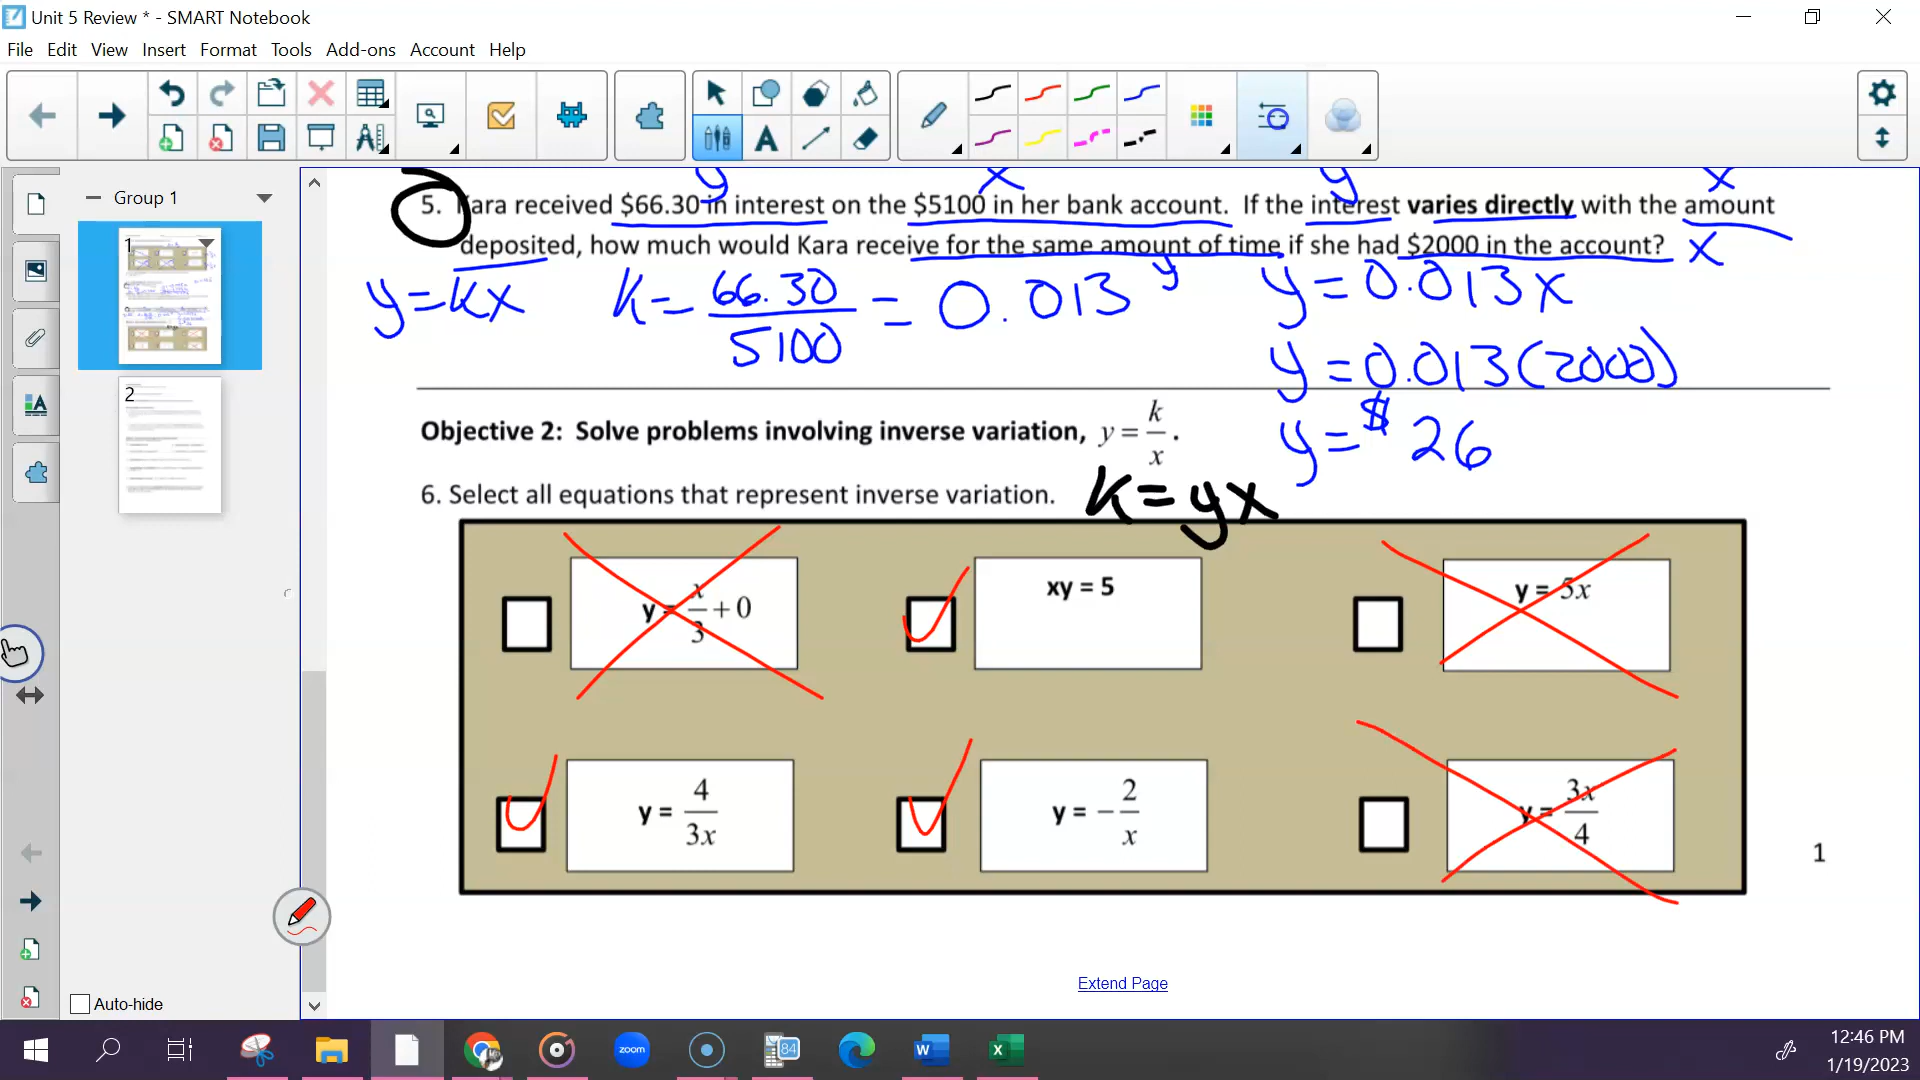 Unit 5 Review * - SMART Notebook
File Edit View Insert Format Tools Add-ons Account Help
Group 1
1
2
y x y x
5. Kara received $66.30 in interest on the $5100 in her bank account. If the interest varies directly with the amount
deposited, how much would Kara receive for the same amount of time if she had $2000 in the account? x
y
y=kx k= 66.30/5100 = 0.013 y=0.013x
y=0.013(2000)
y=$26
Objective 2: Solve problems involving inverse variation, y = k/x .
6. Select all equations that represent inverse variation. k=yx
y = x/3 + 0 xy = 5 y = 5x
y = 4/3x y = - 2/x y = 3x/4
1
Extend Page
Auto-hide
zoom
84
W
X
12:46 PM
1/19/2023